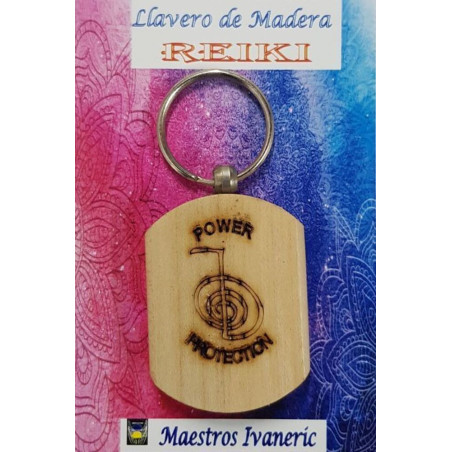 Llavero de Madera
REIKI
POWER
PROTECTION
Maestros Ivaneric